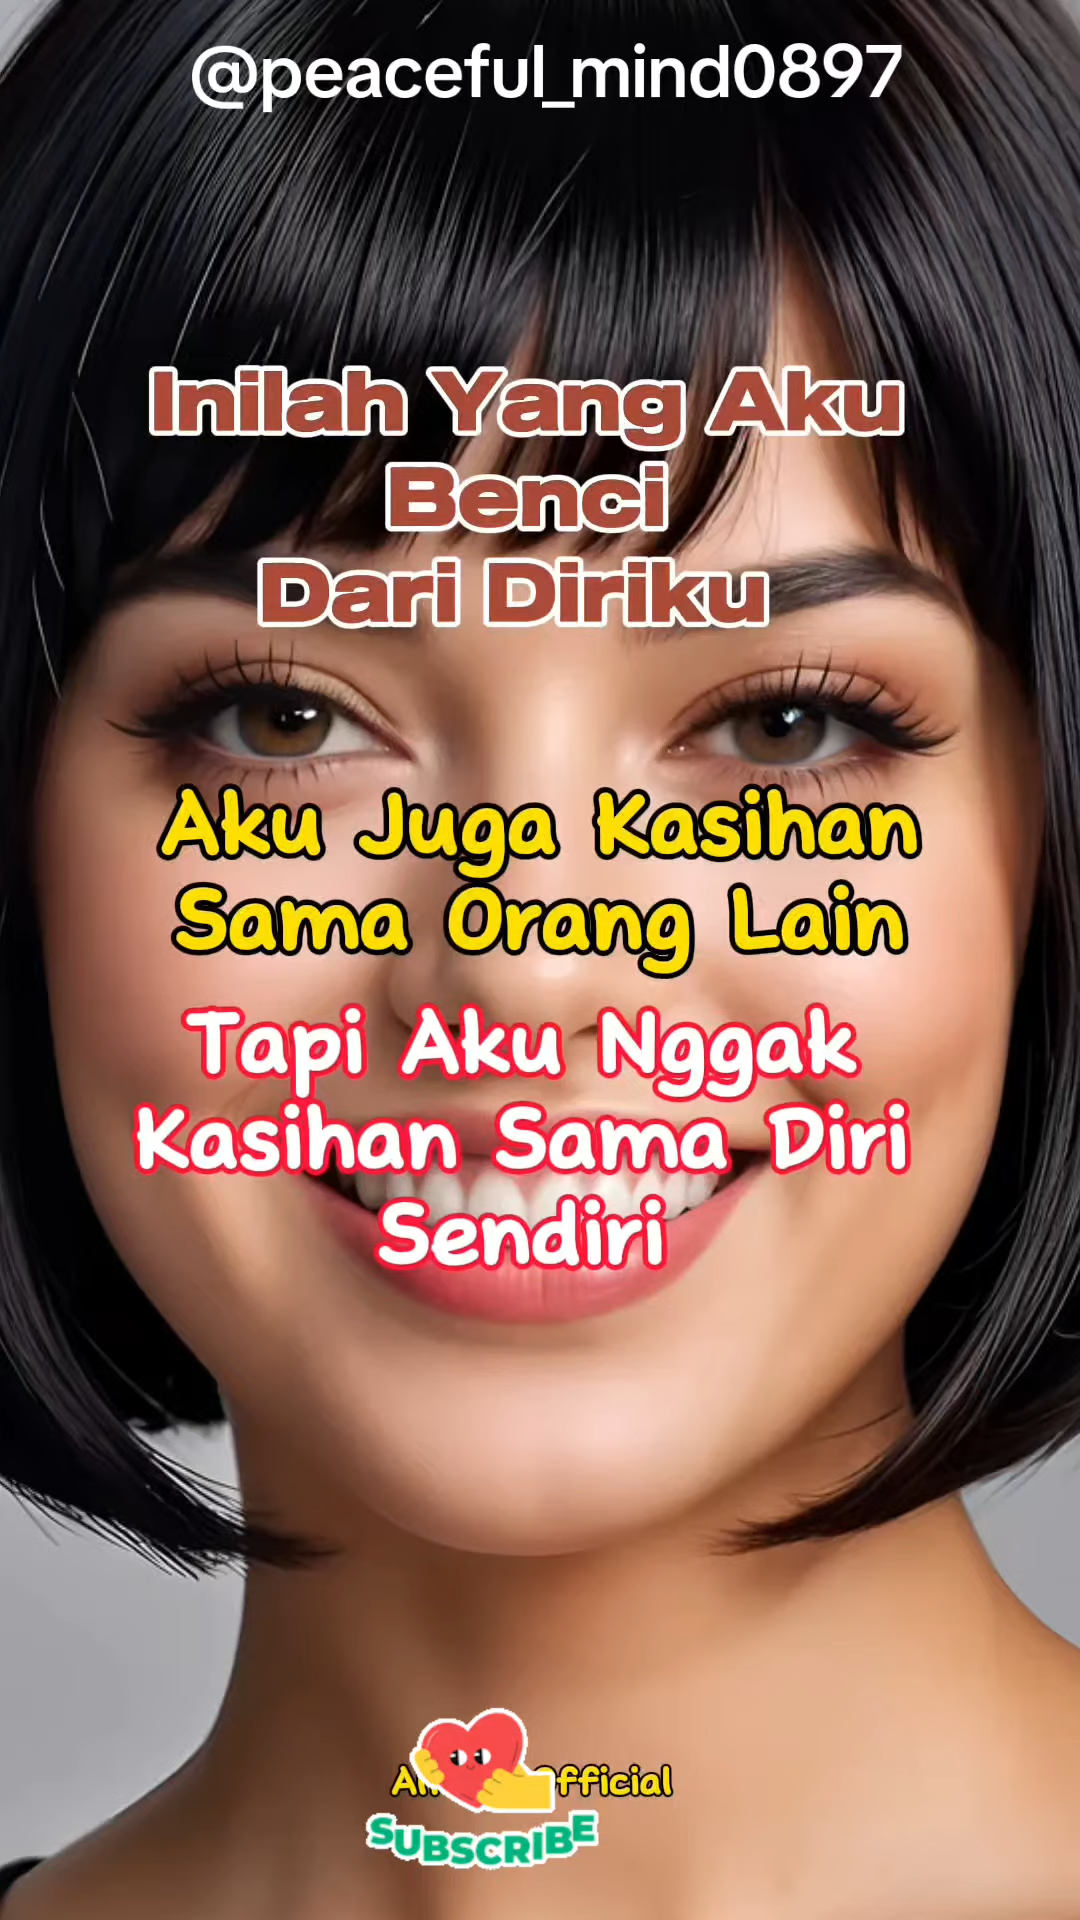 @peaceful_mind0897
Inilah Yang Aku
Benci
Dari Diriku
Aku Juga Kasihan
Sama Orang Lain
Tapi Aku Nggak
Kasihan Sama Diri
Sendiri
SUBSCRIBE